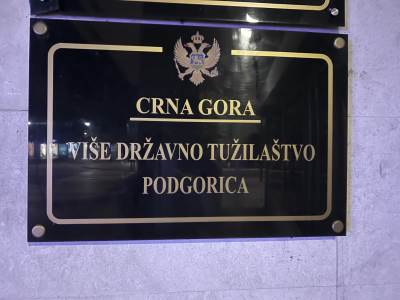 CRNA GORA
VIŠE DRŽAVNO TUŽILAŠTVO
PODGORICA